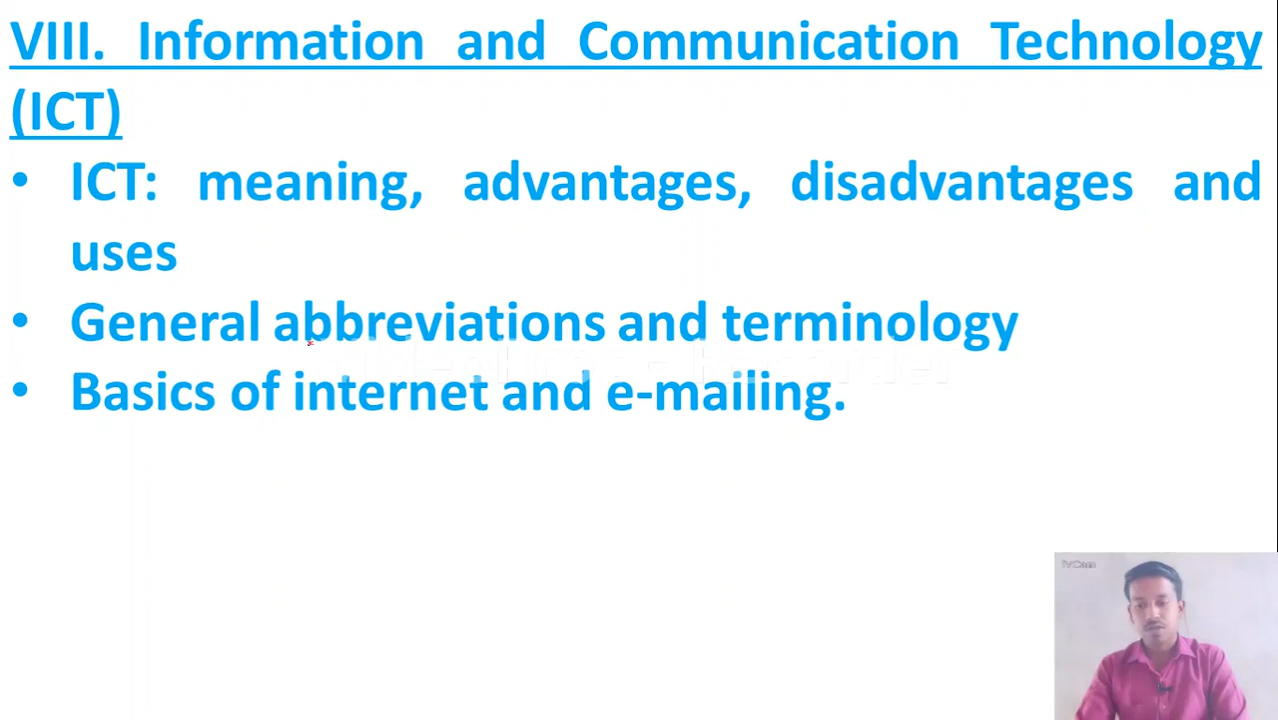 VIII. Information and Communication Technology
(ICT)
• ICT: meaning, advantages, disadvantages and
uses
• General abbreviations and terminology
• Basics of internet and e-mailing.
iVCam